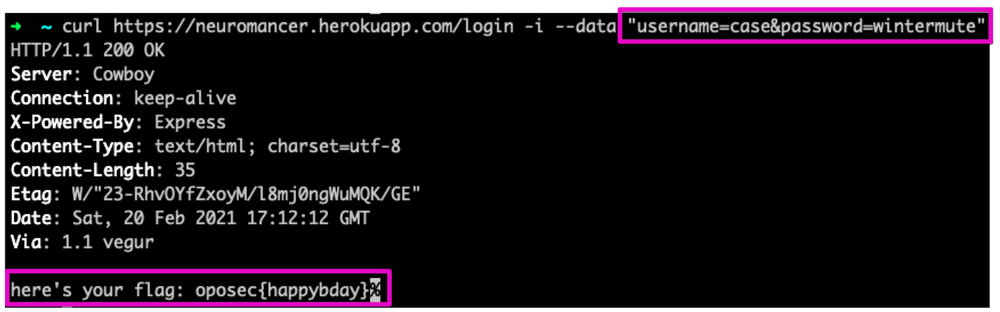 ➜ ~ curl https://neuromancer.herokuapp.com/login -i --data "username=case&password=wintermute"
HTTP/1.1 200 OK
Server: Cowboy
Connection: keep-alive
X-Powered-By: Express
Content-Type: text/html; charset=utf-8
Content-Length: 35
Etag: W/"23-RhvOYfZxoyM/l8mj0ngWuMQK/GE"
Date: Sat, 20 Feb 2021 17:12:12 GMT
Via: 1.1 vegur
here's your flag: oposec{happybday}%